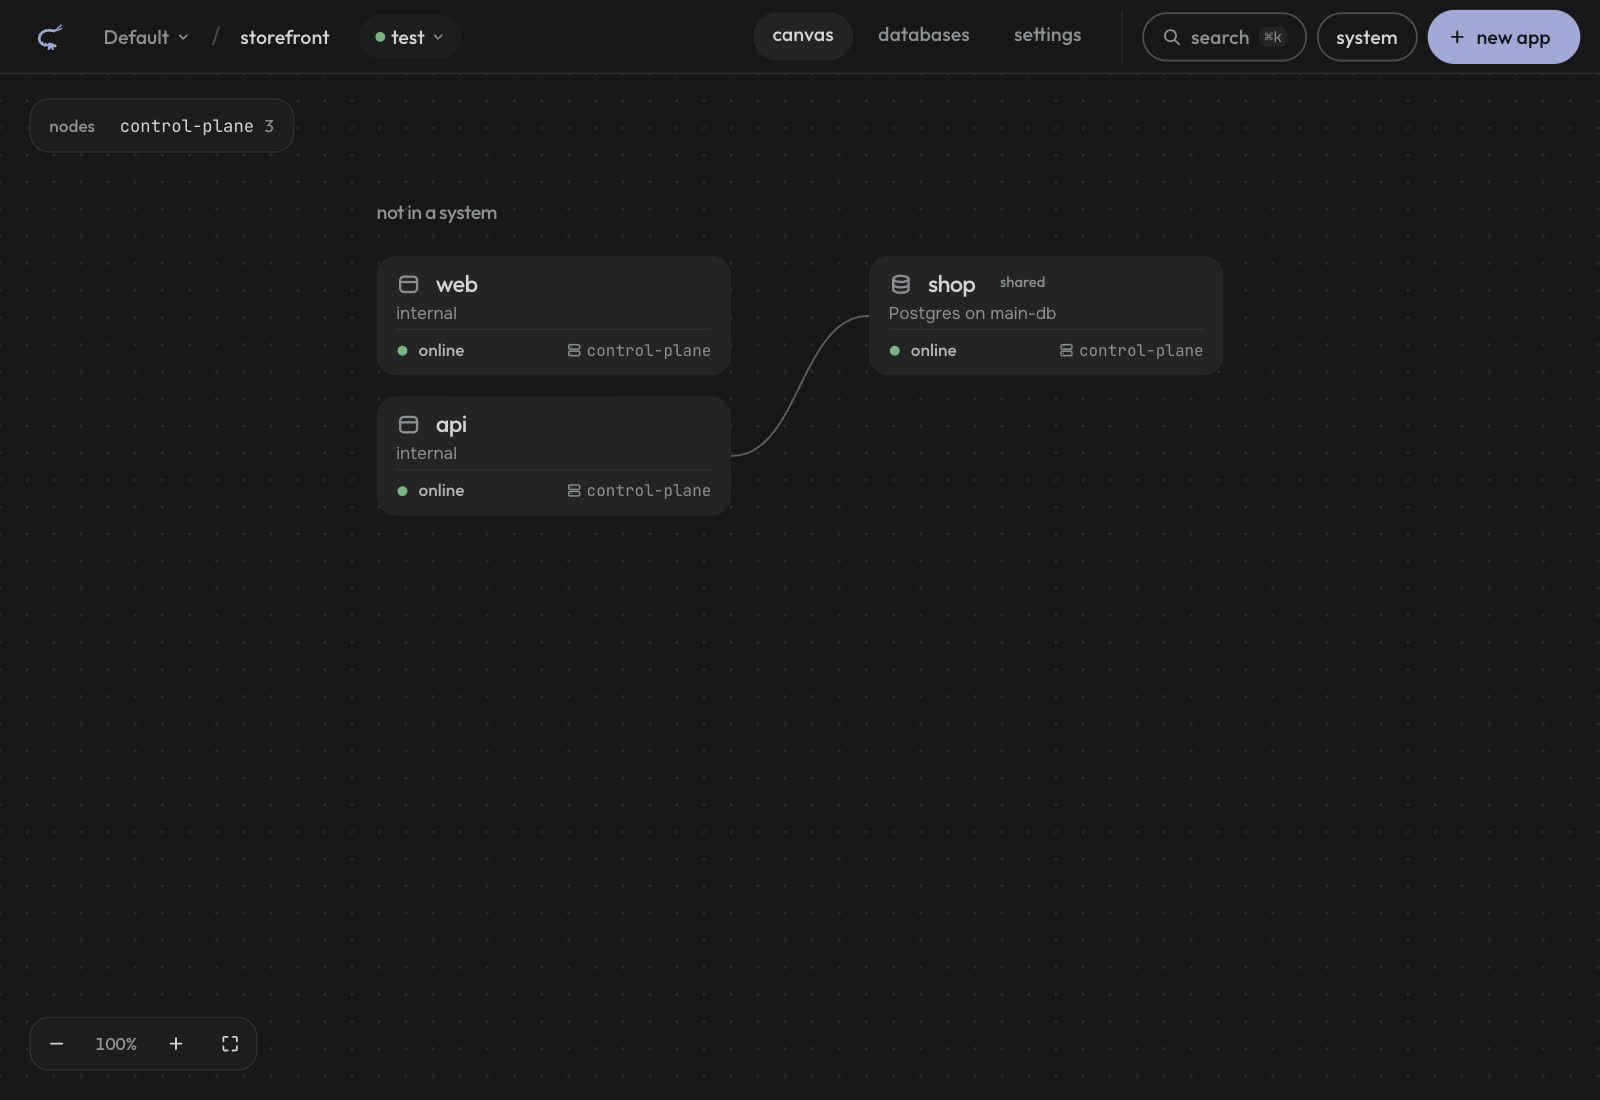 Default / storefront test canvas databases settings search ⌘k system + new app
nodes control-plane 3
not in a system
web
internal
online control-plane
shop shared
Postgres on main-db
online control-plane
api
internal
online control-plane
− 100% +